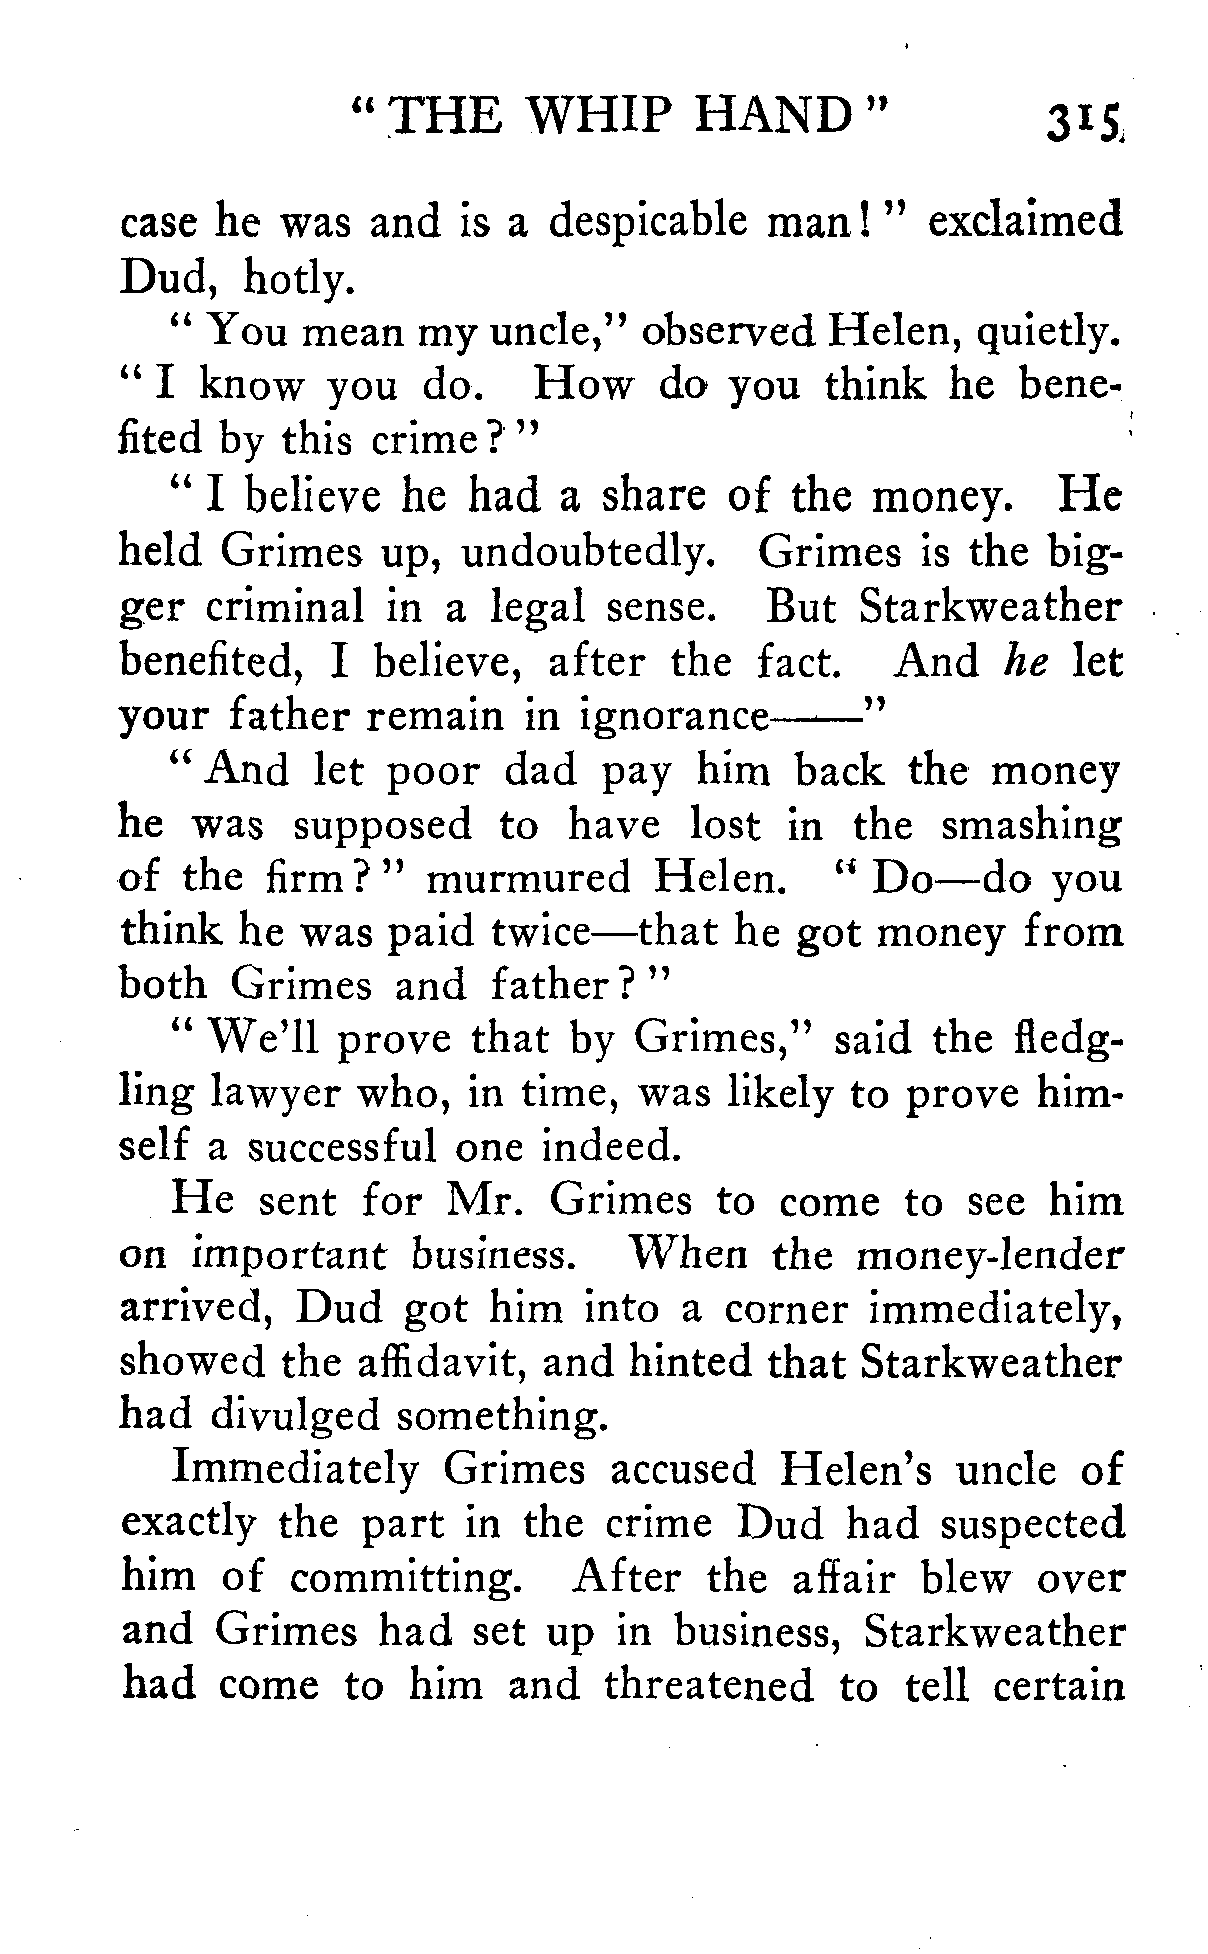 "THE WHIP HAND" 315
case he was and is a despicable man!" exclaimed
Dud, hotly.
"You mean my uncle," observed Helen, quietly.
"I know you do. How do you think he bene-
fited by this crime?"
"I believe he had a share of the money. He
held Grimes up, undoubtedly. Grimes is the big-
ger criminal in a legal sense. But Starkweather
benefited, I believe, after the fact. And he let
your father remain in ignorance——"
"And let poor dad pay him back the money
he was supposed to have lost in the smashing
of the firm?" murmured Helen. "Do—do you
think he was paid twice—that he got money from
both Grimes and father?"
"We'll prove that by Grimes," said the fledg-
ling lawyer who, in time, was likely to prove him-
self a successful one indeed.
He sent for Mr. Grimes to come to see him
on important business. When the money-lender
arrived, Dud got him into a corner immediately,
showed the affidavit, and hinted that Starkweather
had divulged something.
Immediately Grimes accused Helen's uncle of
exactly the part in the crime Dud had suspected
him of committing. After the affair blew over
and Grimes had set up in business, Starkweather
had come to him and threatened to tell certain